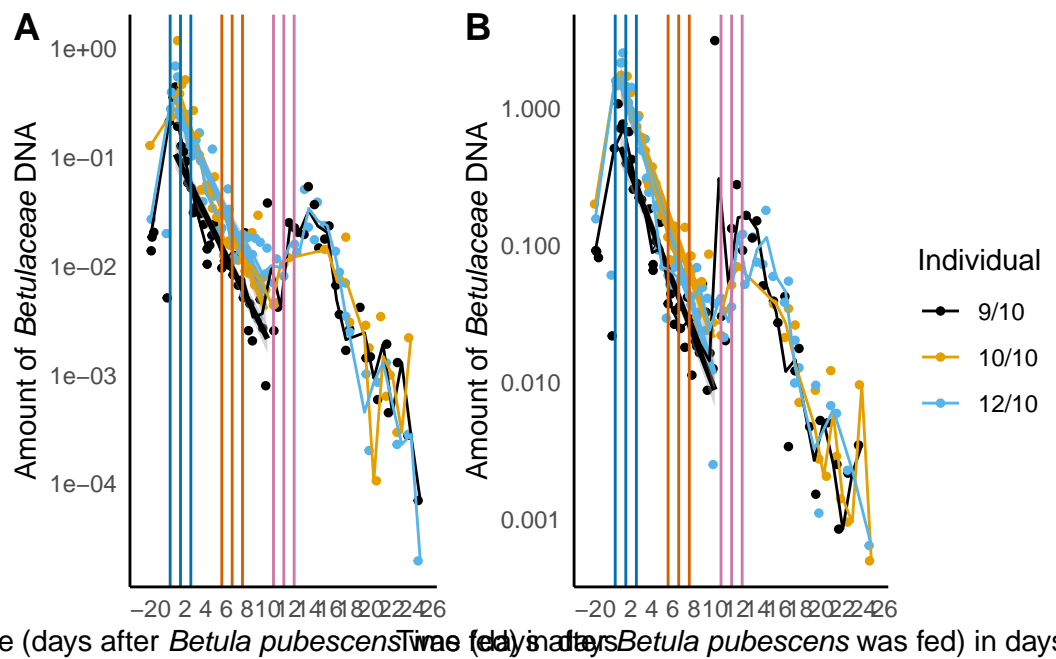 A
B
1e+00
1e−01
1e−02
1e−03
1e−04
Amount of Betulaceae DNA
−2 0 2 4 6 8 10 12 14 16 18 20 22 24 26
1.000
0.100
0.010
0.001
Amount of Betulaceae DNA
−2 0 2 4 6 8 10 12 14 16 18 20 22 24 26
Individual
9/10
10/10
12/10
e (days after Betula pubescens was fed) in days
Time (days after Betula pubescens was fed) in days